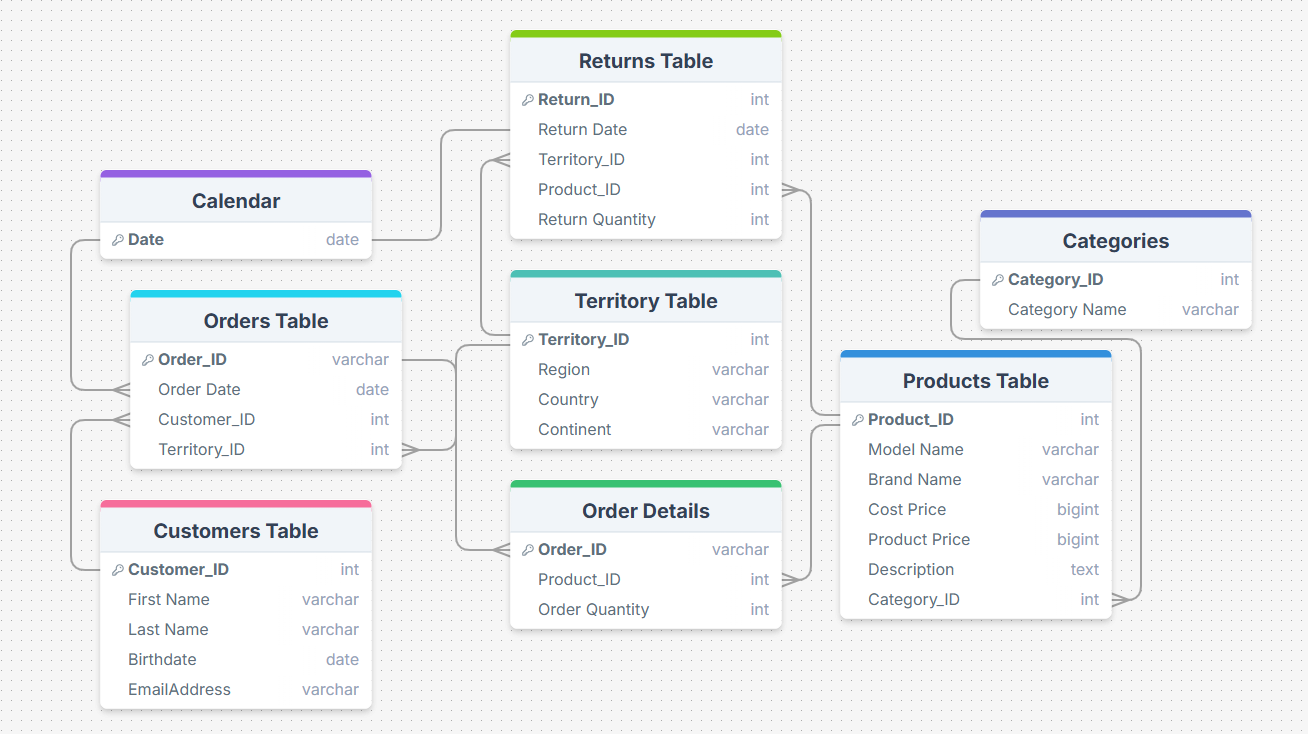 Returns Table
Return_ID int
Return Date date
Territory_ID int
Product_ID int
Return Quantity int
Calendar
Date date
Orders Table
Order_ID varchar
Order Date date
Customer_ID int
Territory_ID int
Customers Table
Customer_ID int
First Name varchar
Last Name varchar
Birthdate date
EmailAddress varchar
Territory Table
Territory_ID int
Region varchar
Country varchar
Continent varchar
Order Details
Order_ID varchar
Product_ID int
Order Quantity int
Categories
Category_ID int
Category Name varchar
Products Table
Product_ID int
Model Name varchar
Brand Name varchar
Cost Price bigint
Product Price bigint
Description text
Category_ID int